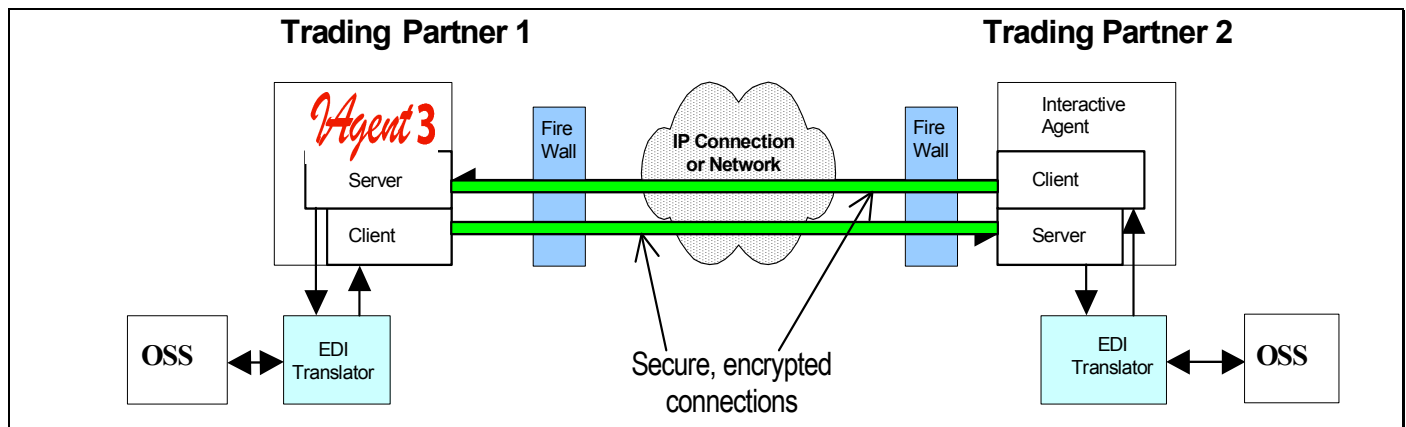 Trading Partner 1
Trading Partner 2
IAgent 3
Server
Client
Fire
Wall
IP Connection
or Network
Fire
Wall
Interactive
Agent
Client
Server
OSS
EDI
Translator
Secure, encrypted
connections
EDI
Translator
OSS